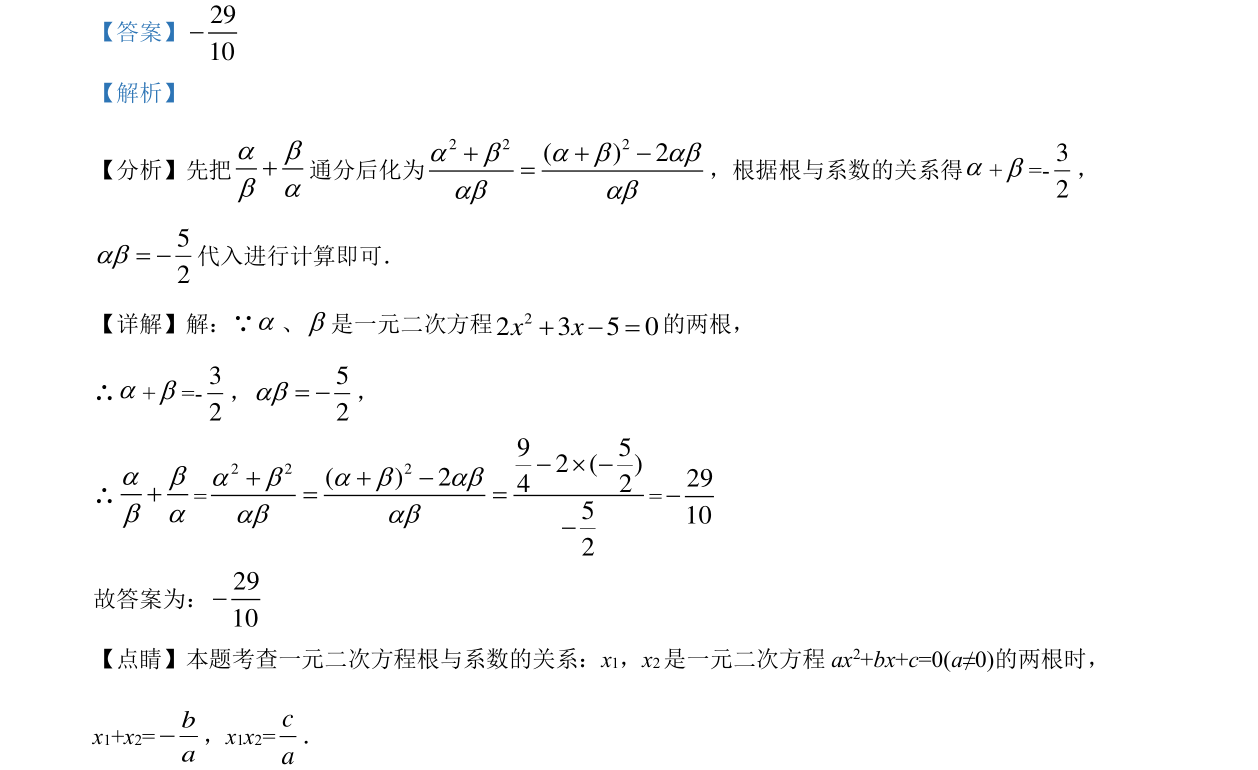 【答案】$-\frac{29}{10}$
【解析】
【分析】先把$\frac{\alpha}{\beta}+\frac{\beta}{\alpha}$通分后化为$\frac{\alpha^2+\beta^2}{\alpha\beta}=\frac{(\alpha+\beta)^2-2\alpha\beta}{\alpha\beta}$，根据根与系数的关系得$\alpha+\beta$=-$\frac{3}{2}$，
$\alpha\beta=-\frac{5}{2}$代入进行计算即可．
【详解】解：∵$\alpha$、$\beta$是一元二次方程$2x^2+3x-5=0$的两根，
∴$\alpha+\beta$=-$\frac{3}{2}$，$\alpha\beta=-\frac{5}{2}$，
∴$\frac{\alpha}{\beta}+\frac{\beta}{\alpha}$=$\frac{\alpha^2+\beta^2}{\alpha\beta}=\frac{(\alpha+\beta)^2-2\alpha\beta}{\alpha\beta}=\frac{\frac{9}{4}-2\times(-\frac{5}{2})}{-\frac{5}{2}}$=$-\frac{29}{10}$
故答案为：$-\frac{29}{10}$
【点睛】本题考查一元二次方程根与系数的关系：$x_1$，$x_2$是一元二次方程 $ax^2+bx+c=0(a≠0)$的两根时，
$x_1+x_2=-\frac{b}{a}$，$x_1x_2=\frac{c}{a}$．